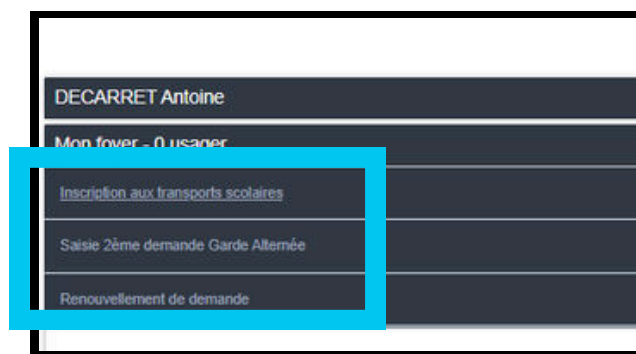 DECARRET Antoine
Mon foyer - 0 usager
Inscription aux transports scolaires
Saisie 2ème demande Garde Alternée
Renouvellement de demande